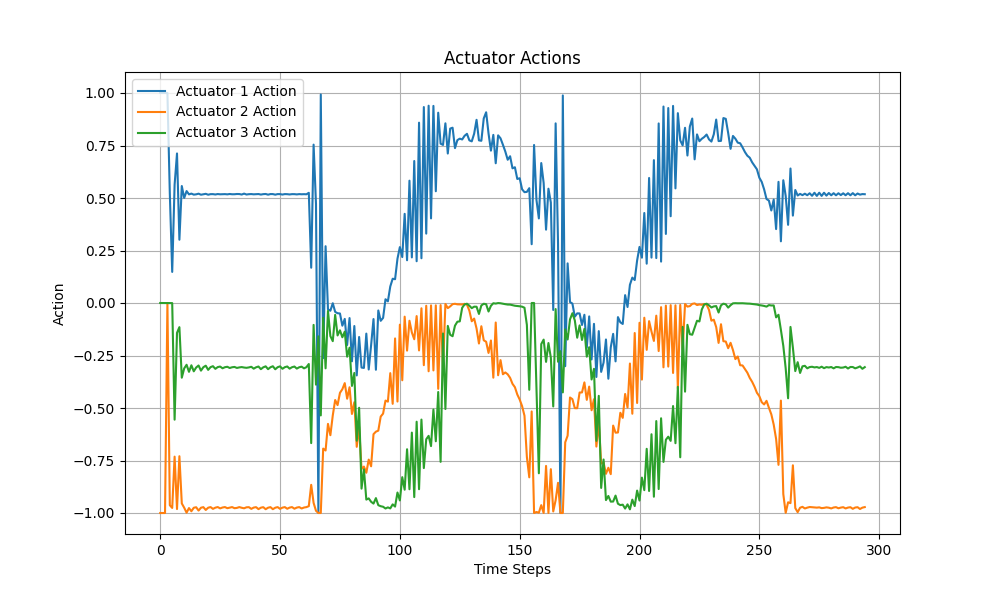 Actuator Actions
Actuator 1 Action
Actuator 2 Action
Actuator 3 Action
1.00
0.75
0.50
0.25
0.00
−0.25
−0.50
−0.75
−1.00
Action
0 50 100 150 200 250 300
Time Steps